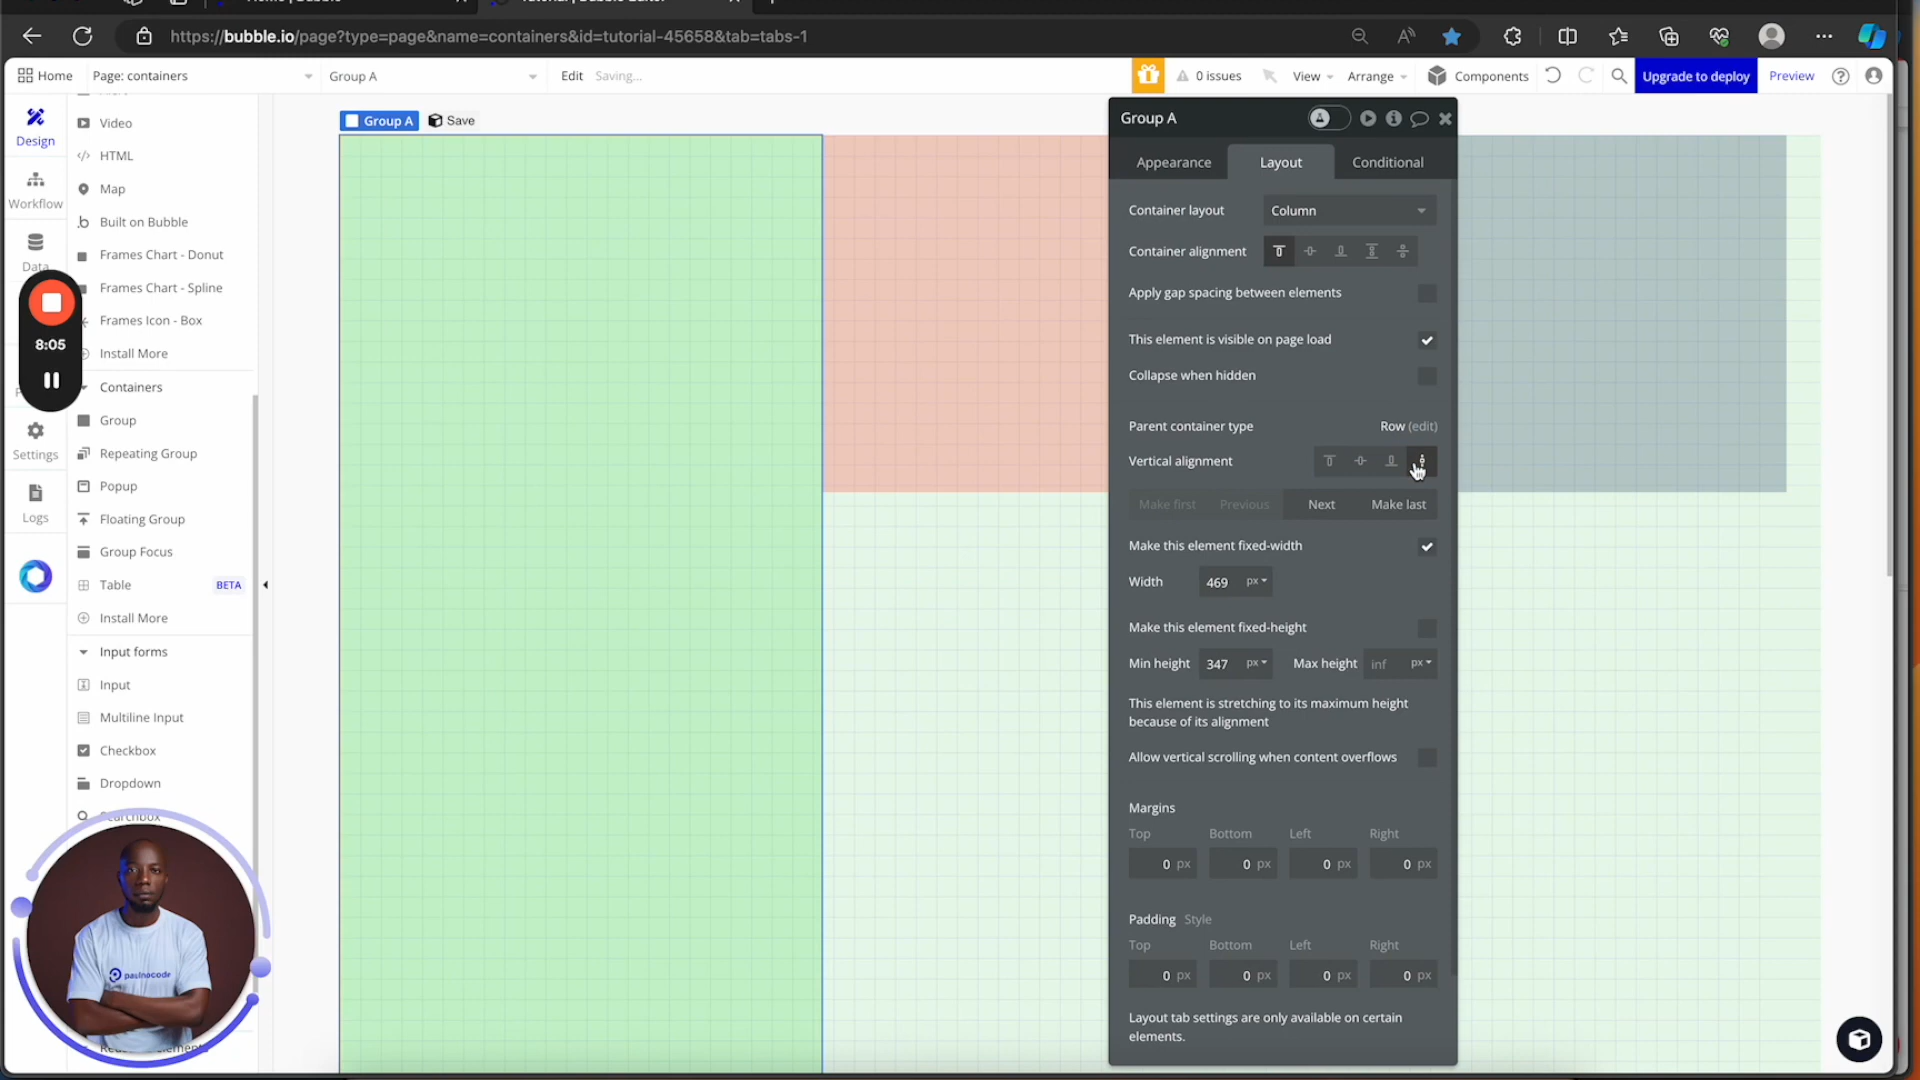 https://bubble.io/page?type=page&name=containers&id=tutorial-45658&tab=tabs-1
Home
Page: containers
Group A
Edit
Saving...
0 issues
View
Arrange
Components
Upgrade to deploy
Preview
Design
Workflow
Data
Settings
Logs
8:05
Video
HTML
Map
Built on Bubble
Frames Chart - Donut
Frames Chart - Spline
Frames Icon - Box
Install More
Containers
Group
Repeating Group
Popup
Floating Group
Group Focus
Table BETA
Install More
Input forms
Input
Multiline Input
Checkbox
Dropdown
Searchbox
paulnocode
Group A
Save
Group A
Appearance
Layout
Conditional
Container layout
Column
Container alignment
Apply gap spacing between elements
This element is visible on page load
Collapse when hidden
Parent container type
Row (edit)
Vertical alignment
Make first
Previous
Next
Make last
Make this element fixed-width
Width 469 px
Make this element fixed-height
Min height 347 px Max height inf px
This element is stretching to its maximum height
because of its alignment
Allow vertical scrolling when content overflows
Margins
Top Bottom Left Right
0 px 0 px 0 px 0 px
Padding Style
Top Bottom Left Right
0 px 0 px 0 px 0 px
Layout tab settings are only available on certain
elements.